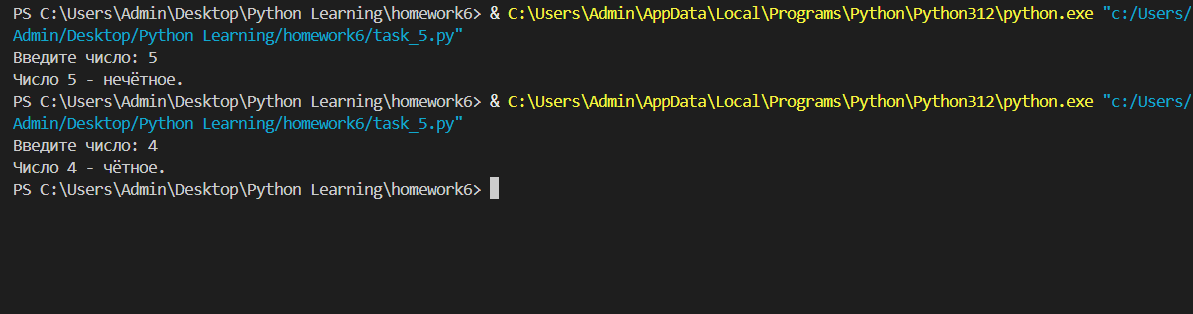 PS C:\Users\Admin\Desktop\Python Learning\homework6> & C:\Users\Admin\AppData\Local\Programs\Python\Python312\python.exe "c:/Users/
Admin/Desktop/Python Learning/homework6/task_5.py"
Введите число: 5
Число 5 - нечётное.
PS C:\Users\Admin\Desktop\Python Learning\homework6> & C:\Users\Admin\AppData\Local\Programs\Python\Python312\python.exe "c:/Users/
Admin/Desktop/Python Learning/homework6/task_5.py"
Введите число: 4
Число 4 - чётное.
PS C:\Users\Admin\Desktop\Python Learning\homework6>